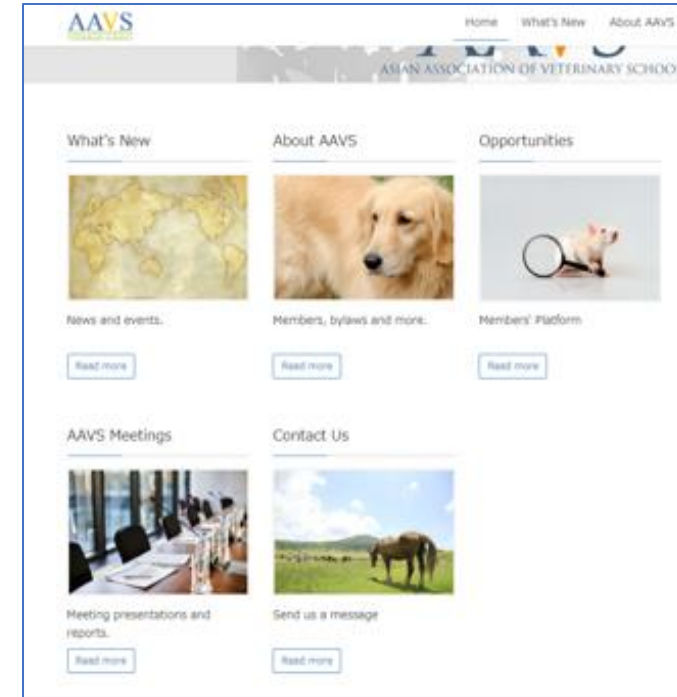 AAVS
Home What's New About AAVS
AAVS
ASIAN ASSOCIATION OF VETERINARY SCHOO
What's New About AAVS Opportunities
News and events. Members, bylaws and more. Members' Platform
Read more Read more Read more
AAVS Meetings Contact Us
Meeting presentations and Send us a message
reports.
Read more Read more